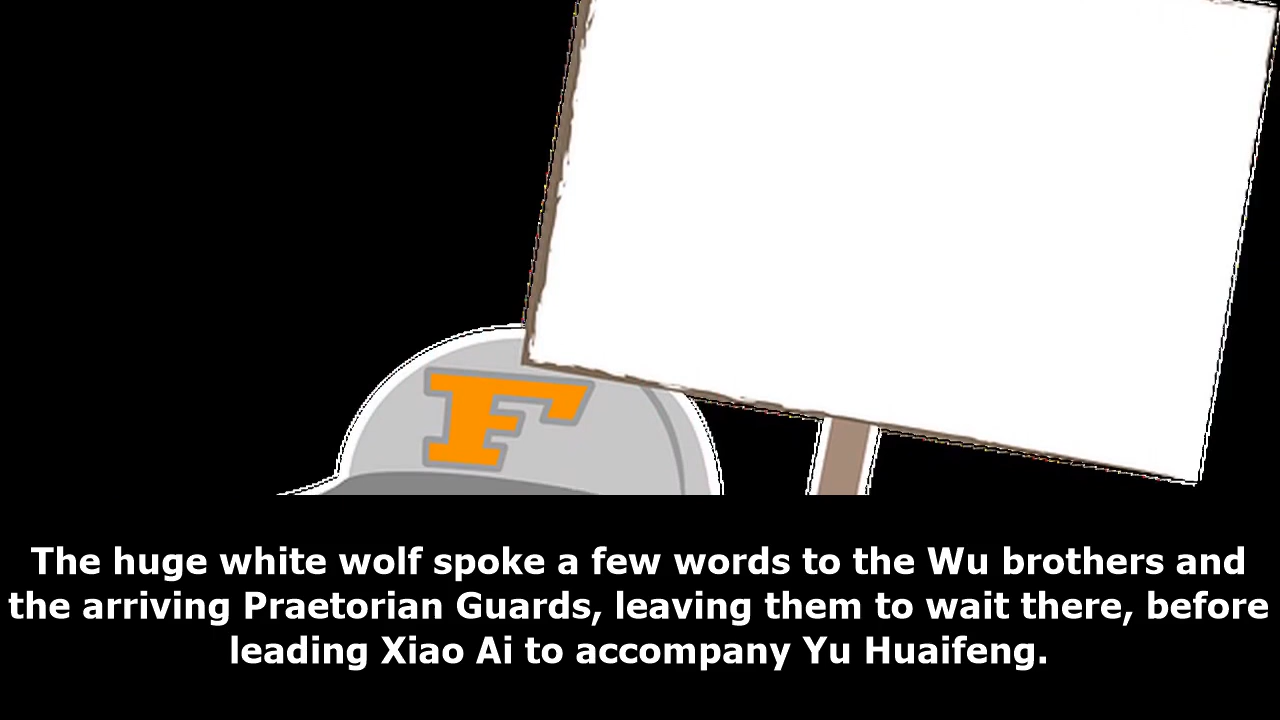 F
The huge white wolf spoke a few words to the Wu brothers and
the arriving Praetorian Guards, leaving them to wait there, before
leading Xiao Ai to accompany Yu Huaifeng.